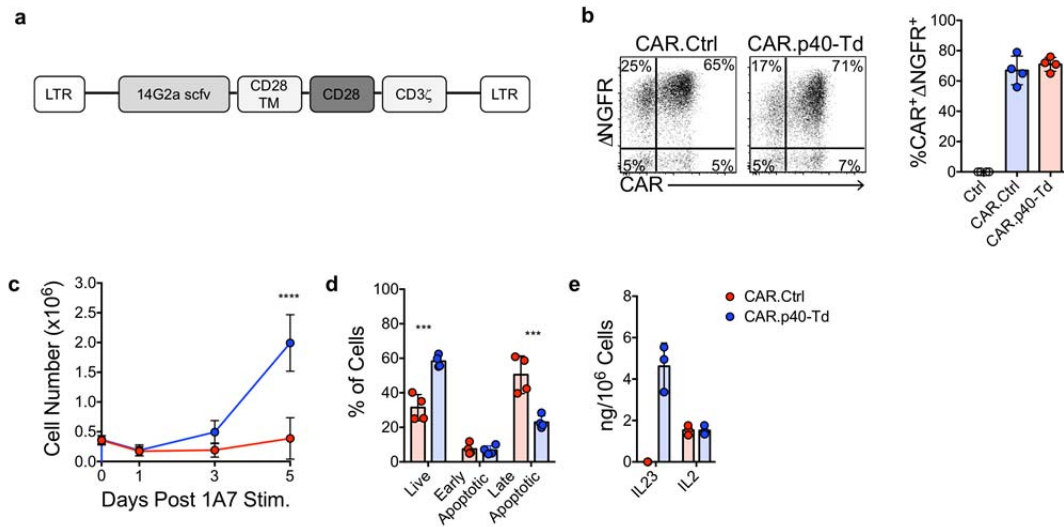 a
LTR
14G2a scfv
CD28
TM
CD28
CD3ζ
LTR
b
CAR.Ctrl
CAR.p40-Td
25%
65%
17%
71%
5%
5%
5%
7%
ΔNGFR
CAR
%CAR+ΔNGFR+
100
80
60
40
20
0
Ctrl
CAR.Ctrl
CAR.p40-Td
c
Cell Number (x10⁶)
3.0
2.5
2.0
1.5
1.0
0.5
0.0
****
0
1
3
5
Days Post 1A7 Stim.
d
% of Cells
100
80
60
40
20
0
***
***
Live
Early
Apoptotic
Late
Apoptotic
e
ng/10⁶ Cells
8
6
4
2
0
IL23
IL2
CAR.Ctrl
CAR.p40-Td